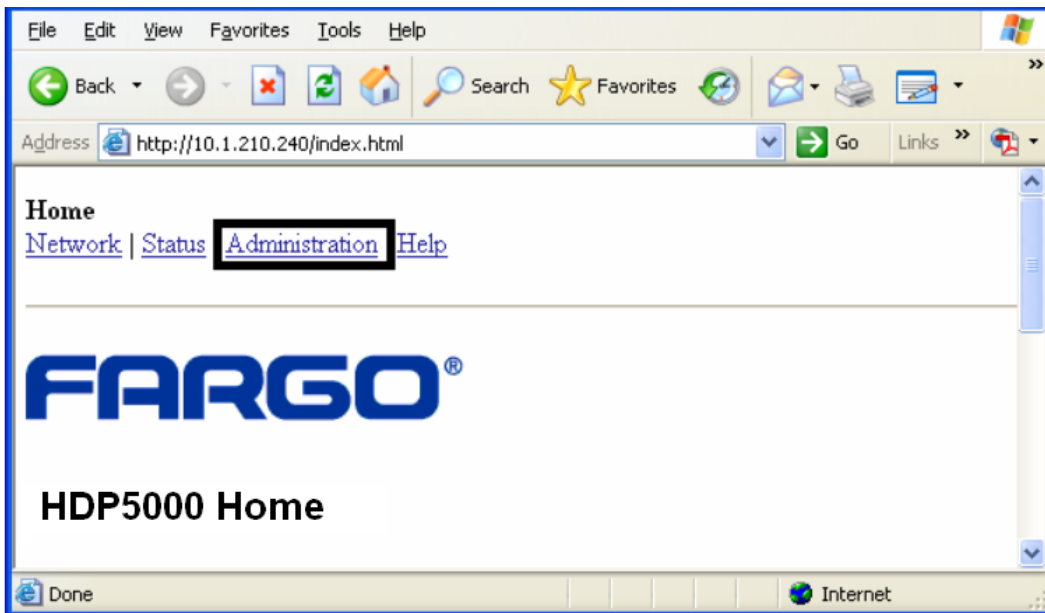 File Edit View Favorites Tools Help
Back Search Favorites »
Address http://10.1.210.240/index.html Go Links »
Home
Network | Status Administration Help
FARGO®
HDP5000 Home
Done Internet